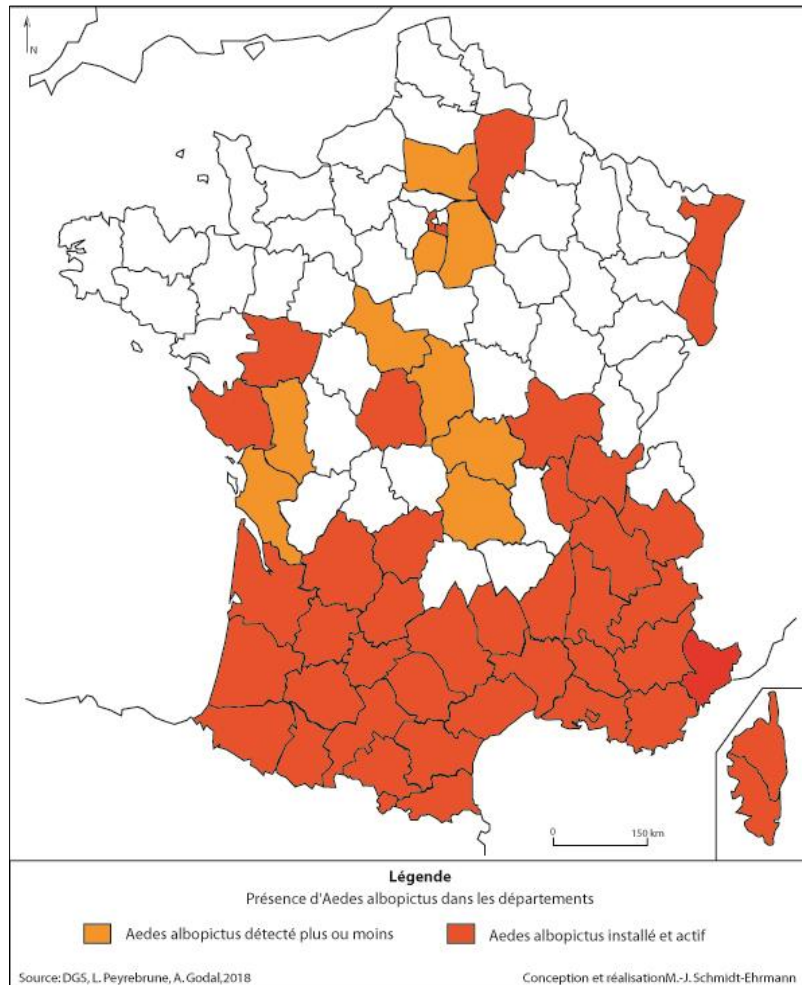 N
0 150 km
Légende
Présence d'Aedes albopictus dans les départements
Aedes albopictus détecté plus ou moins
Aedes albopictus installé et actif
Source: DGS, L. Peyrebrune, A. Godal,2018
Conception et réalisationM.-J. Schmidt-Ehrmann